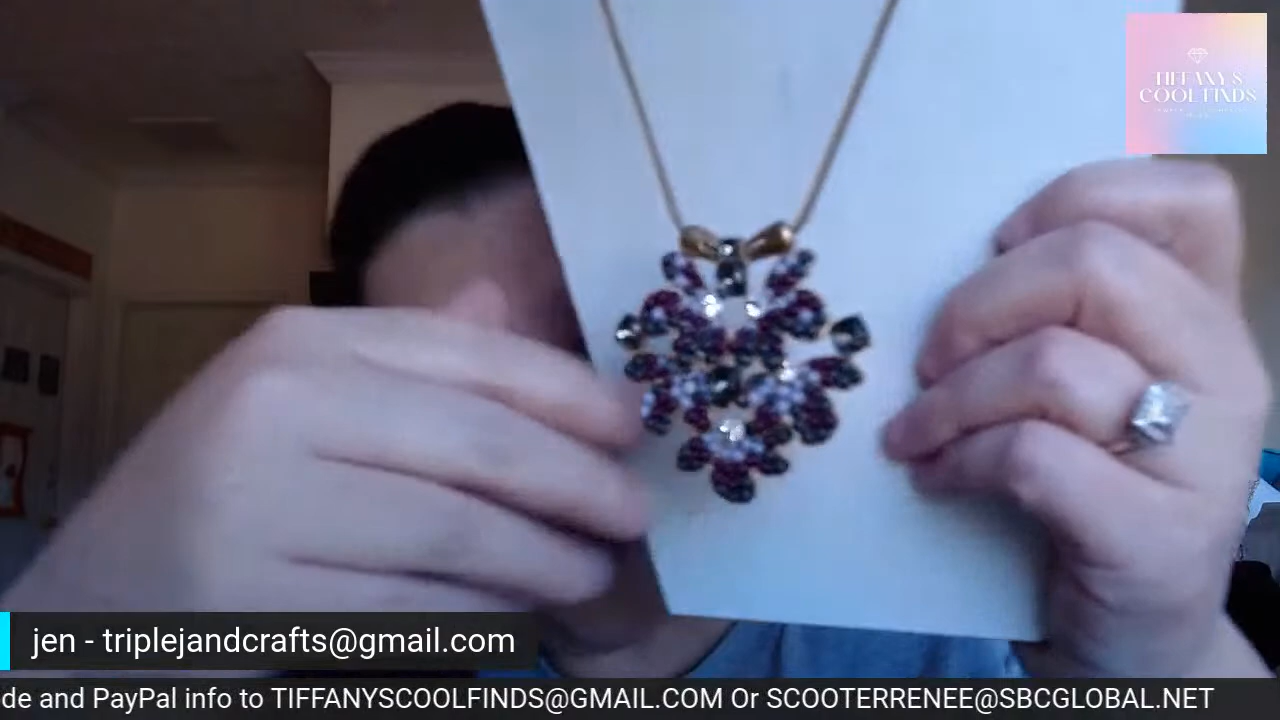 TIFFANY'S
COOL FINDS
jen - triplejandcrafts@gmail.com
de and PayPal info to TIFFANYSCOOLFINDS@GMAIL.COM Or SCOOTERRENEE@SBCGLOBAL.NET